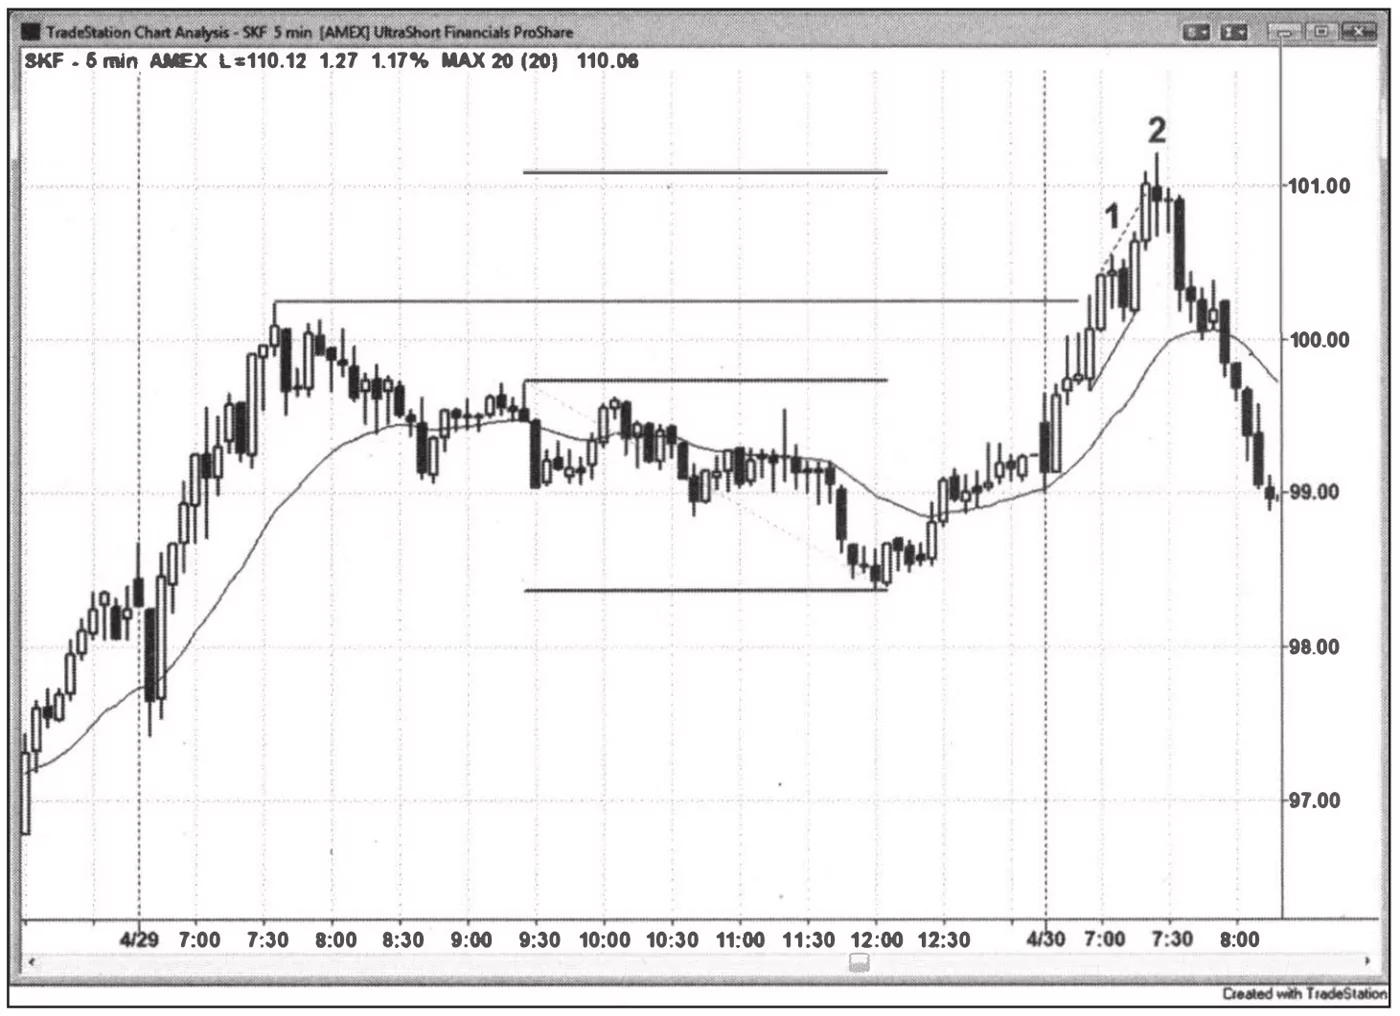 TradeStation Chart Analysis - SKF 5 min [AMEX] UltraShort Financials ProShare
SKF - 5 min AMEX L=110.12 1.27 1.17% MAX 20 (20) 110.06
2
1
101.00
100.00
99.00
98.00
97.00
4/29 7:00 7:30 8:00 8:30 9:00 9:30 10:00 10:30 11:00 11:30 12:00 12:30 4/30 7:00 7:30 8:00
Created with TradeStation